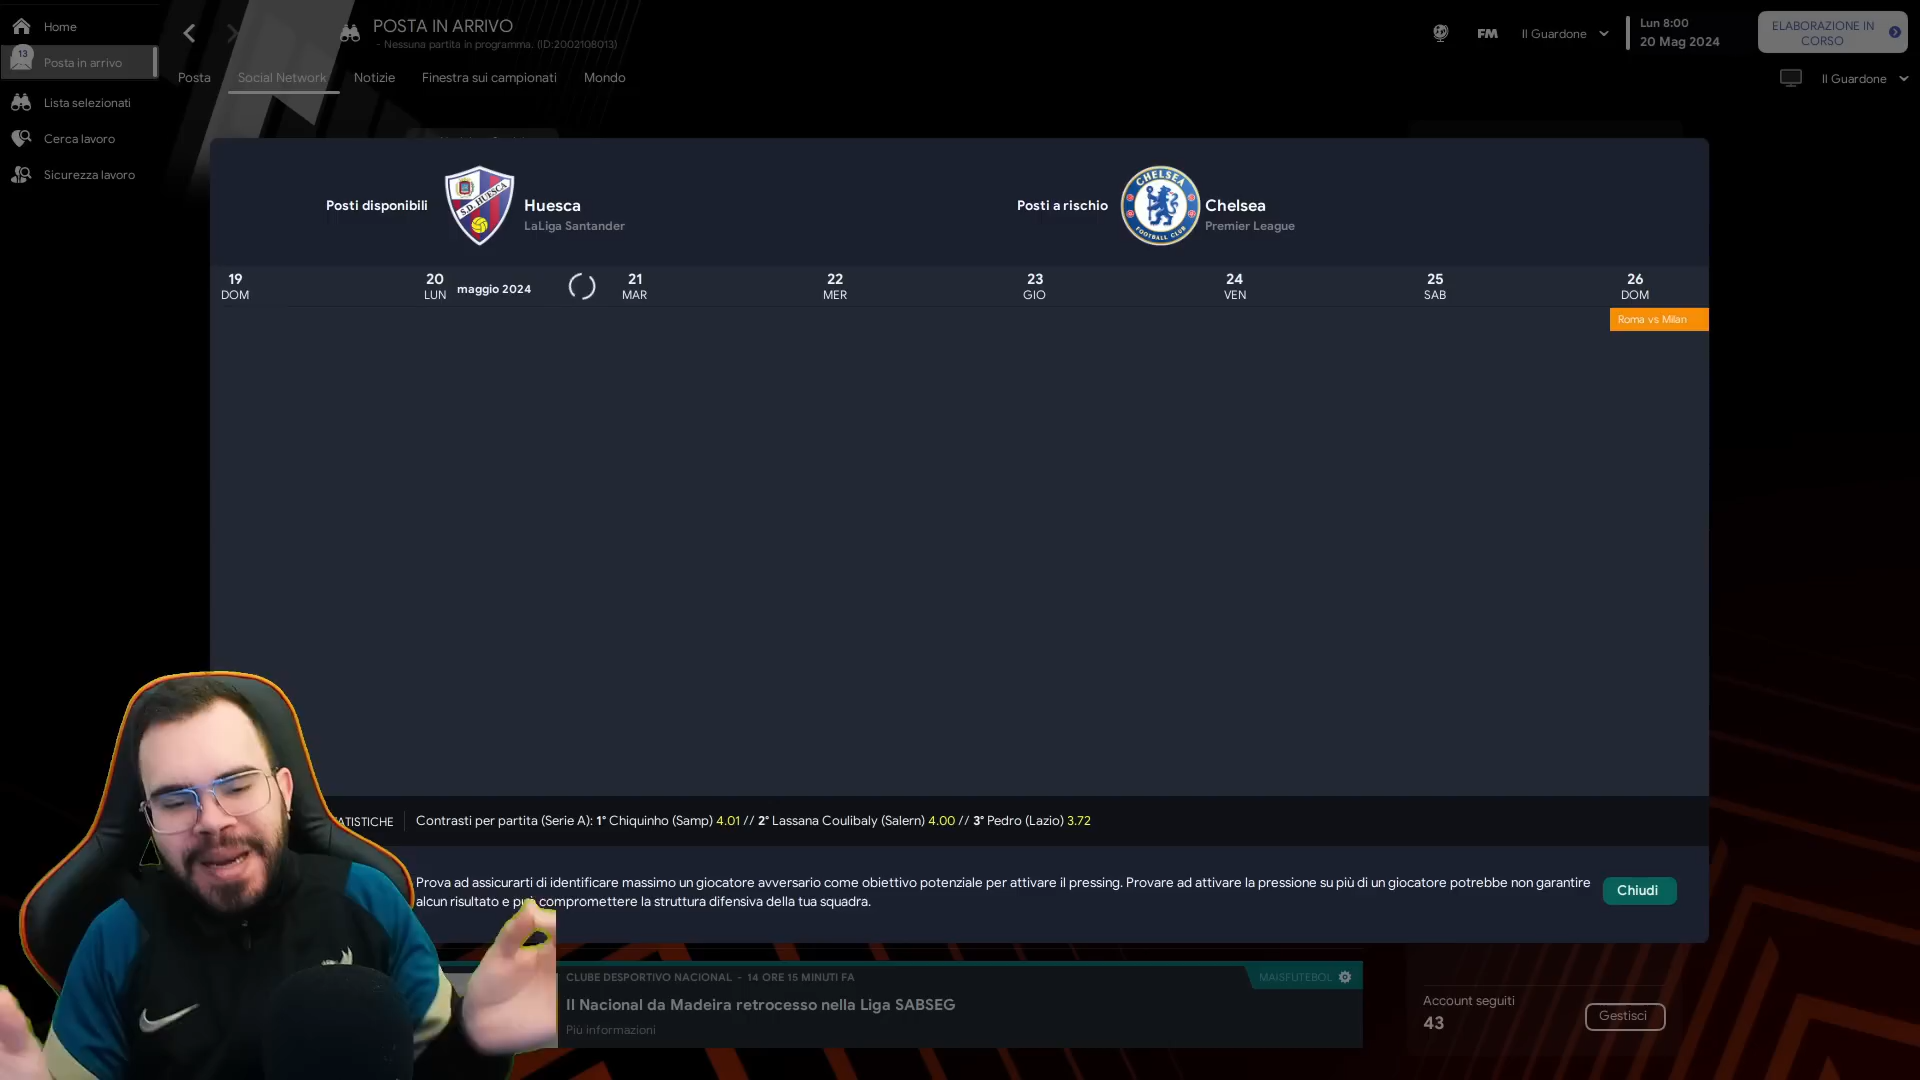 Home
POSTA IN ARRIVO
- Nessuna partita in programma. (ID:2002108013)
FM
Il Guardone
Lun 8:00
20 Mag 2024
ELABORAZIONE IN
CORSO
13
Posta in arrivo
Posta
Social Network
Notizie
Finestra sui campionati
Mondo
Il Guardone
Lista selezionati
Cerca lavoro
Sicurezza lavoro
Posti disponibili
S.D. HUESCA
Huesca
LaLiga Santander
Posti a rischio
CHELSEA
FOOTBALL CLUB
Chelsea
Premier League
19
DOM
20
LUN
maggio 2024
21
MAR
22
MER
23
GIO
24
VEN
25
SAB
26
DOM
Roma vs Milan
ATISTICHE
Contrasti per partita (Serie A): 1° Chiquinho (Samp) 4.01 // 2° Lassana Coulibaly (Salern) 4.00 // 3° Pedro (Lazio) 3.72
Prova ad assicurarti di identificare massimo un giocatore avversario come obiettivo potenziale per attivare il pressing. Provare ad attivare la pressione su più di un giocatore potrebbe non garantire
alcun risultato e può compromettere la struttura difensiva della tua squadra.
Chiudi
CLUBE DESPORTIVO NACIONAL - 14 ORE 15 MINUTI FA
MAISFUTEBOL
Il Nacional da Madeira retrocesso nella Liga SABSEG
Più informazioni
Account seguiti
43
Gestisci